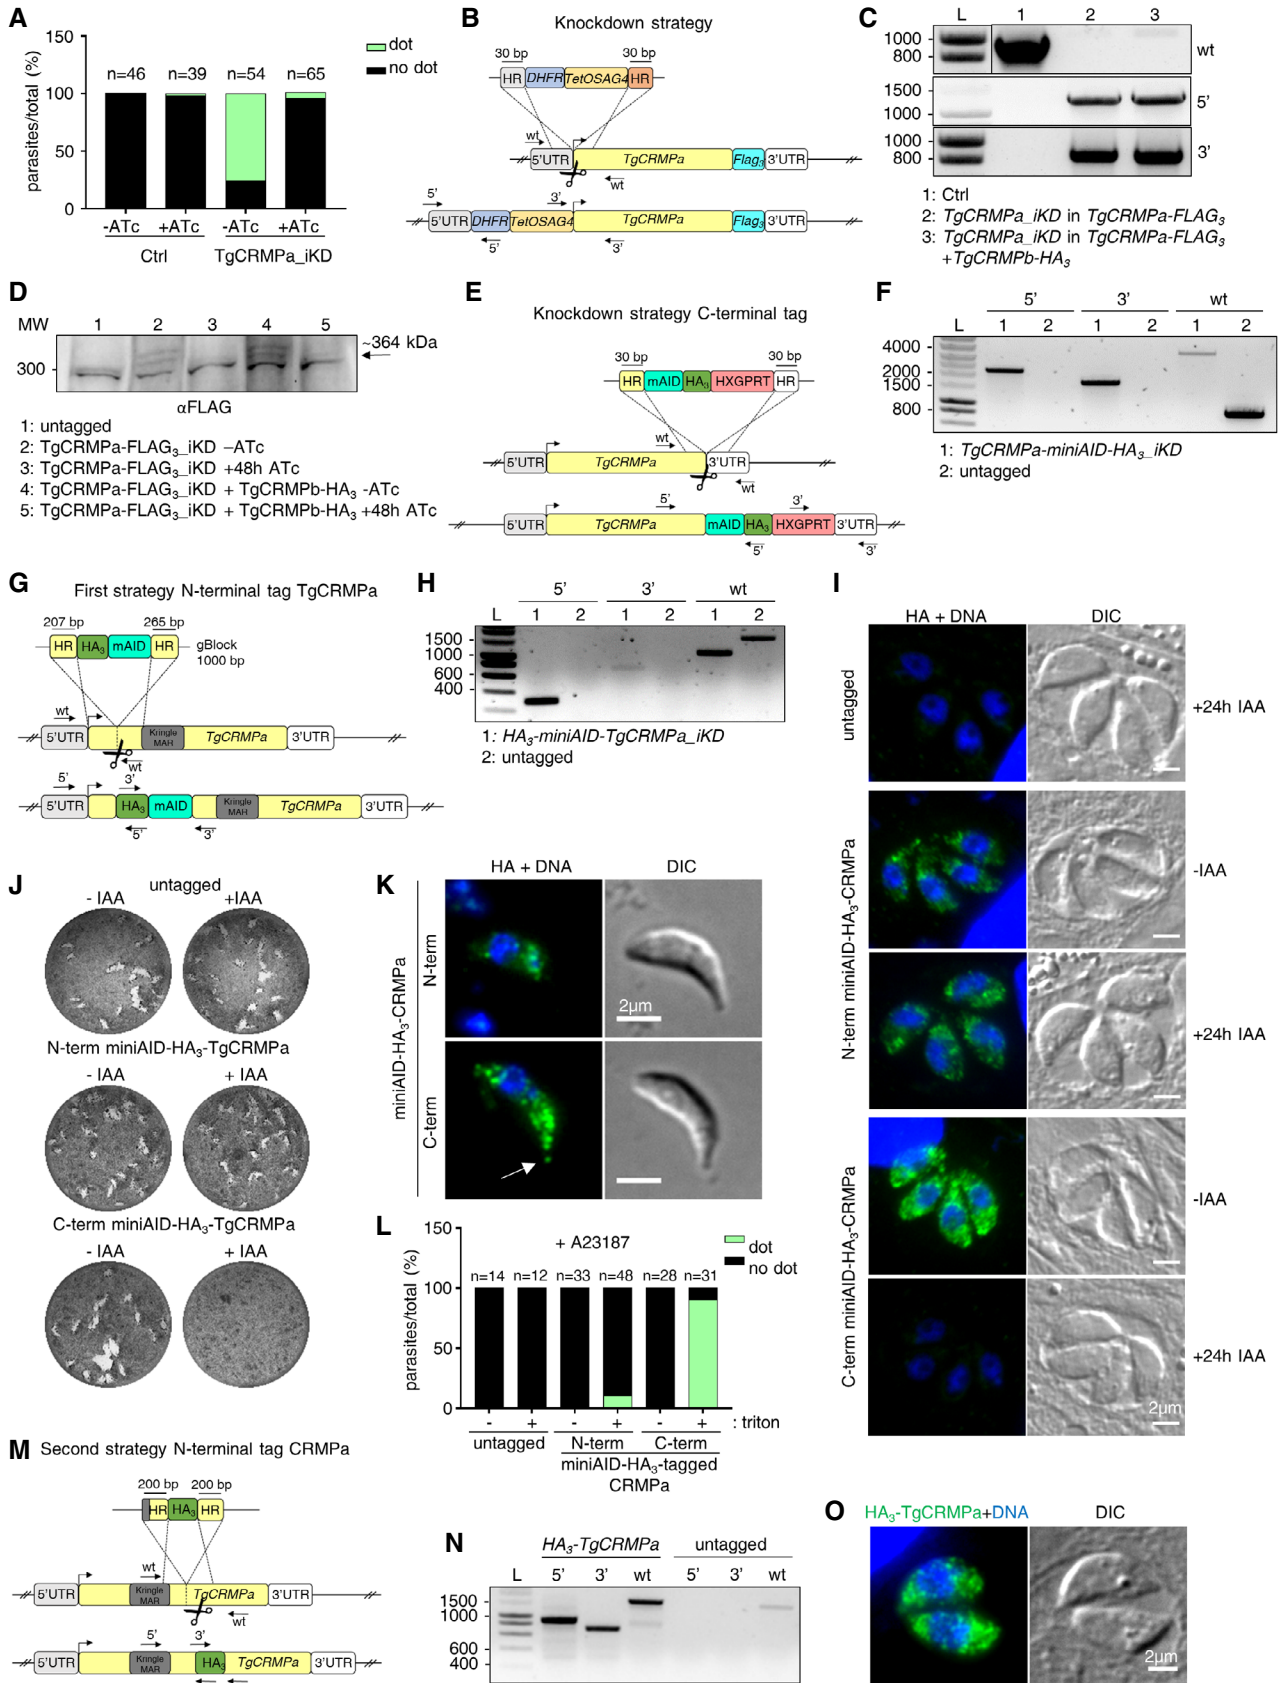 A
150
100
50
0
parasites/total (%)
n=46 n=39 n=54 n=65
dot
no dot
-ATc +ATc -ATc +ATc
Ctrl TgCRMPa_iKD
B
Knockdown strategy
30 bp 30 bp
HR DHFR TetOSAG4 HR
wt
5'UTR TgCRMPa Flag3 3'UTR
wt
5' 3'
5'UTR DHFR TetOSAG4 TgCRMPa Flag3 3'UTR
5' 3'
C
L 1 2 3
1000
800
wt
1500
1000
5'
1000
800
3'
1: Ctrl
2: TgCRMPa_iKD in TgCRMPa-FLAG3
3: TgCRMPa_iKD in TgCRMPa-FLAG3
+TgCRMPb-HA3
D
MW 1 2 3 4 5
300
~364 kDa
αFLAG
1: untagged
2: TgCRMPa-FLAG3_iKD –ATc
3: TgCRMPa-FLAG3_iKD +48h ATc
4: TgCRMPa-FLAG3_iKD + TgCRMPb-HA3 -ATc
5: TgCRMPa-FLAG3_iKD + TgCRMPb-HA3 +48h ATc
E
Knockdown strategy C-terminal tag
30 bp 30 bp
HR mAID HA3 HXGPRT HR
wt
5'UTR TgCRMPa 3'UTR
wt
5' 3'
5'UTR TgCRMPa mAID HA3 HXGPRT 3'UTR
5' 3'
F
5' 3' wt
L 1 2 1 2 1 2
4000
2000
1500
800
1: TgCRMPa-miniAID-HA3_iKD
2: untagged
G
First strategy N-terminal tag TgCRMPa
207 bp 265 bp
HR HA3 mAID HR
gBlock
1000 bp
wt
5'UTR Kringle MAR TgCRMPa 3'UTR
wt
5' 3'
5'UTR HA3 mAID Kringle MAR TgCRMPa 3'UTR
5' 3'
H
5' 3' wt
L 1 2 1 2 1 2
1500
1000
600
400
1: HA3-miniAID-TgCRMPa_iKD
2: untagged
I
HA + DNA DIC
untagged
+24h IAA
N-term miniAID-HA3-CRMPa
-IAA
+24h IAA
C-term miniAID-HA3-CRMPa
-IAA
+24h IAA
2μm
J
untagged
- IAA +IAA
N-term miniAID-HA3-TgCRMPa
- IAA + IAA
C-term miniAID-HA3-TgCRMPa
- IAA + IAA
K
HA + DNA DIC
miniAID-HA3-CRMPa
N-term
2μm
C-term
L
150
100
50
0
parasites/total (%)
+ A23187
dot
no dot
n=14 n=12 n=33 n=48 n=28 n=31
- + - + - + : triton
untagged N-term C-term
miniAID-HA3-tagged
CRMPa
M
Second strategy N-terminal tag CRMPa
200 bp 200 bp
HR HA3 HR
wt
5'UTR Kringle MAR TgCRMPa 3'UTR
wt
5' 3'
5'UTR Kringle MAR HA3 TgCRMPa 3'UTR
N
HA3-TgCRMPa untagged
L 5' 3' wt 5' 3' wt
1500
1000
600
400
O
HA3-TgCRMPa+DNA DIC
2μm